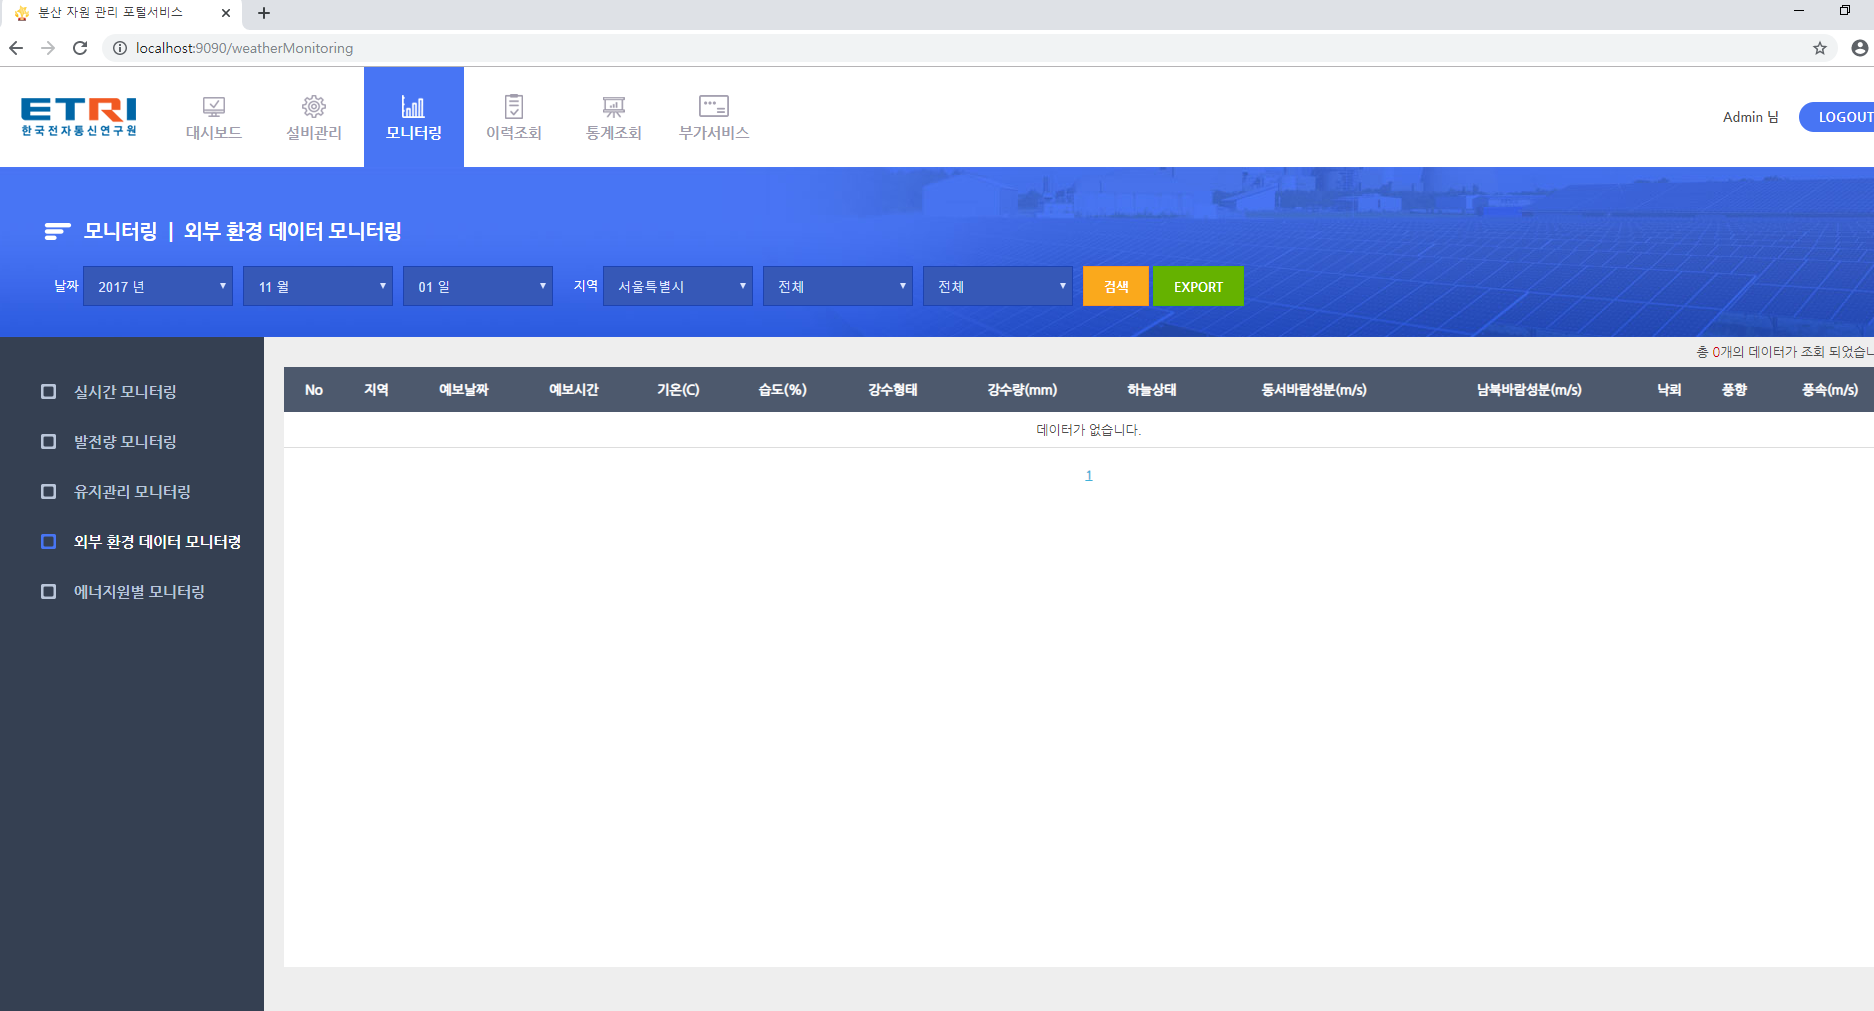 분산 자원 관리 포털서비스
localhost:9090/weatherMonitoring
ETRI
한국전자통신연구원
대시보드
설비관리
모니터링
이력조회
통계조회
부가서비스
Admin 님
LOGOUT
모니터링 | 외부 환경 데이터 모니터링
날짜 2017 년 11 월 01 일 지역 서울특별시 전체 전체 검색 EXPORT
총 0개의 데이터가 조회 되었습니
실시간 모니터링
발전량 모니터링
유지관리 모니터링
외부 환경 데이터 모니터령
에너지원별 모니터링
No 지역 예보날짜 예보시간 기온(C) 습도(%) 강수형태 강수량(mm) 하늘상태 동서바람성분(m/s) 남북바람성분(m/s) 낙뢰 풍향 풍속(m/s)
데이터가 없습니다.
1